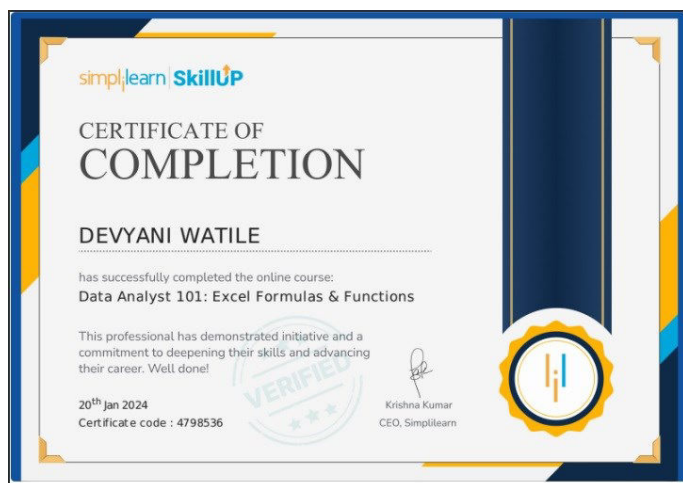 simplilearn | SkillUP
CERTIFICATE OF
COMPLETION
DEVYANI WATILE
has successfully completed the online course:
Data Analyst 101: Excel Formulas & Functions
This professional has demonstrated initiative and a
commitment to deepening their skills and advancing
their career. Well done!
VERIFIED
20th Jan 2024
Certificate code : 4798536
Krishna Kumar
CEO, Simplilearn